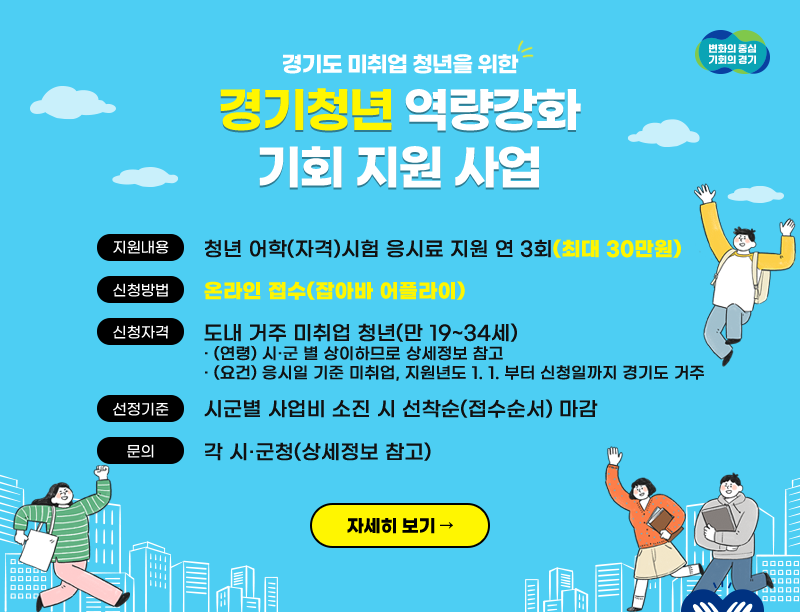 변화의 중심
기회의 경기
경기도 미취업 청년을 위한
경기청년 역량강화
기회 지원 사업
지원내용 청년 어학(자격)시험 응시료 지원 연 3회(최대 30만원)
신청방법 온라인 접수(잡아바 어플라이)
신청자격 도내 거주 미취업 청년(만 19~34세)
· (연령) 시·군 별 상이하므로 상세정보 참고
· (요건) 응시일 기준 미취업, 지원년도 1. 1. 부터 신청일까지 경기도 거주
선정기준 시군별 사업비 소진 시 선착순(접수순서) 마감
문의 각 시·군청(상세정보 참고)
자세히 보기 →